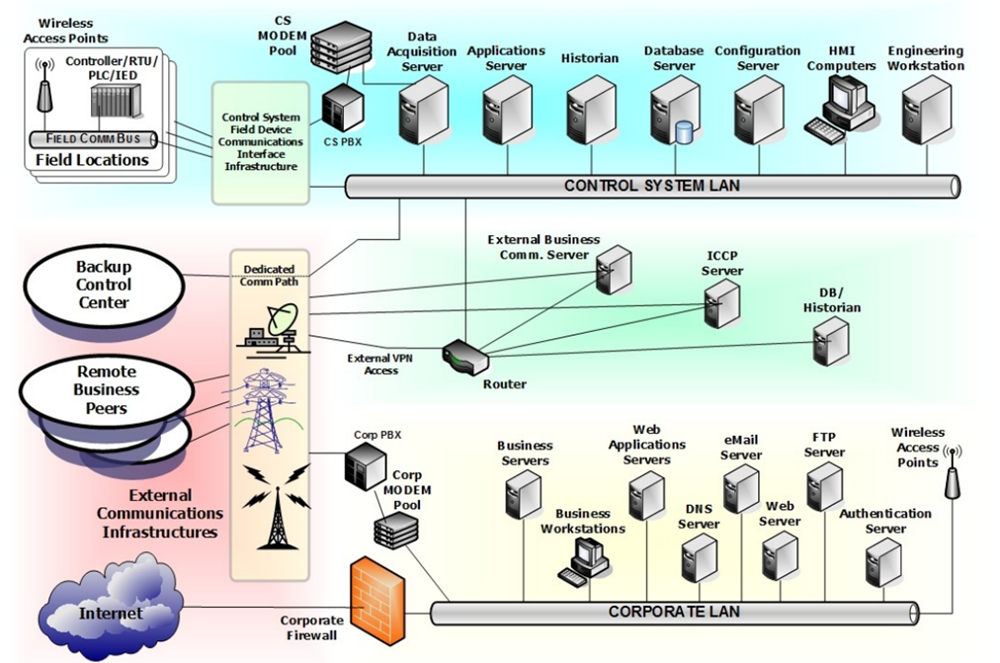 Wireless
Access Points
Controller/RTU/
PLC/IED
FIELD COMM BUS
Field Locations
Control System
Field Device
Communications
Interface
Infrastructure
CS
MODEM
Pool
CS PBX
Data
Acquisition
Server
Applications
Server
Historian
Database
Server
Configuration
Server
HMI
Computers
Engineering
Workstation
CONTROL SYSTEM LAN
Backup
Control
Center
Dedicated
Comm Path
External Business
Comm. Server
ICCP
Server
DB/
Historian
External VPN
Access
Router
Remote
Business
Peers
External
Communications
Infrastructures
Corp PBX
Corp
MODEM
Pool
Business
Servers
Business
Workstations
Web
Applications
Servers
DNS
Server
eMail
Server
Web
Server
FTP
Server
Authentication
Server
Wireless
Access
Points
Internet
Corporate
Firewall
CORPORATE LAN